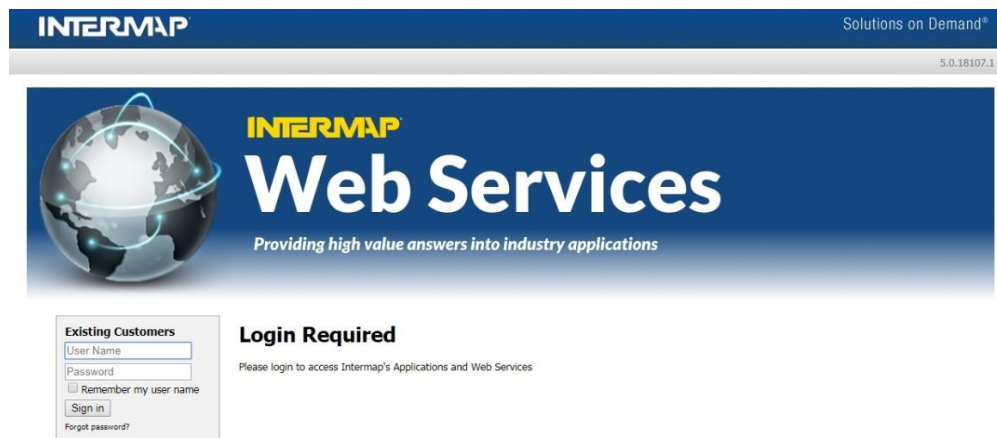 INTERMAP
Solutions on Demand®
5.0.18107.1
INTERMAP
Web Services
Providing high value answers into industry applications
Existing Customers
User Name
Password
Remember my user name
Sign in
Forgot password?
Login Required
Please login to access Intermap's Applications and Web Services